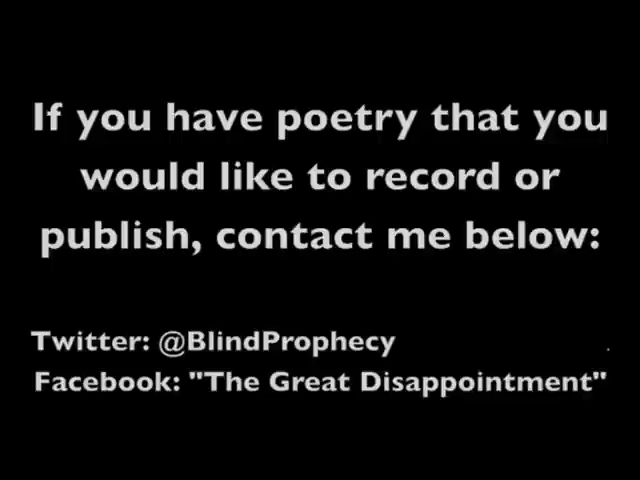 If you have poetry that you
would like to record or
publish, contact me below:
Twitter: @BlindProphecy
Facebook: "The Great Disappointment"